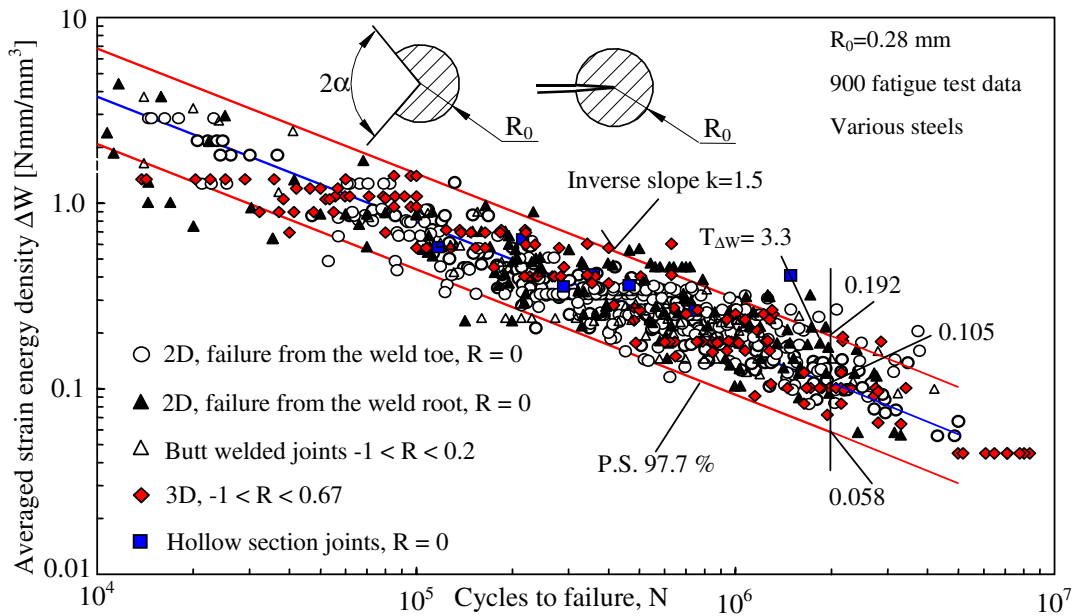 Averaged strain energy density ΔW [Nmm/mm³]
10
1.0
0.1
0.01
10⁴
10⁵
10⁶
10⁷
Cycles to failure, N
2α
R₀
R₀
R₀=0.28 mm
900 fatigue test data
Various steels
Inverse slope k=1.5
T_ΔW= 3.3
0.192
0.105
0.058
P.S. 97.7 %
2D, failure from the weld toe, R = 0
2D, failure from the weld root, R = 0
Butt welded joints -1 < R < 0.2
3D, -1 < R < 0.67
Hollow section joints, R = 0